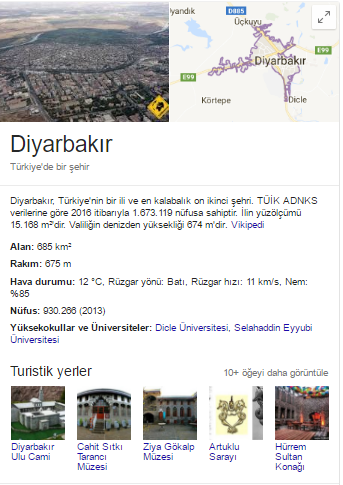 Üçkuyu
yandık
D885
Diyarbakır
E99
E99
Körtepe
Dicle
Diyarbakır
Türkiye'de bir şehir
Diyarbakır, Türkiye'nin bir ili ve en kalabalık on ikinci şehri. TÜİK ADNKS
verilerine göre 2016 itibarıyla 1.673.119 nüfusa sahiptir. İlin yüzölçümü
15.168 m²'dir. Valiliğin denizden yüksekliği 674 m'dir. Vikipedi
Alan: 685 km²
Rakım: 675 m
Hava durumu: 12 °C, Rüzgar yönü: Batı, Rüzgar hızı: 11 km/s, Nem:
%85
Nüfus: 930.266 (2013)
Yüksekokullar ve Üniversiteler: Dicle Üniversitesi, Selahaddin Eyyubi
Üniversitesi
Turistik yerler
10+ öğeyi daha görüntüle
Diyarbakır
Ulu Cami
Cahit Sıtkı
Tarancı
Müzesi
Ziya Gökalp
Müzesi
Artuklu
Sarayı
Hürrem
Sultan
Konağı